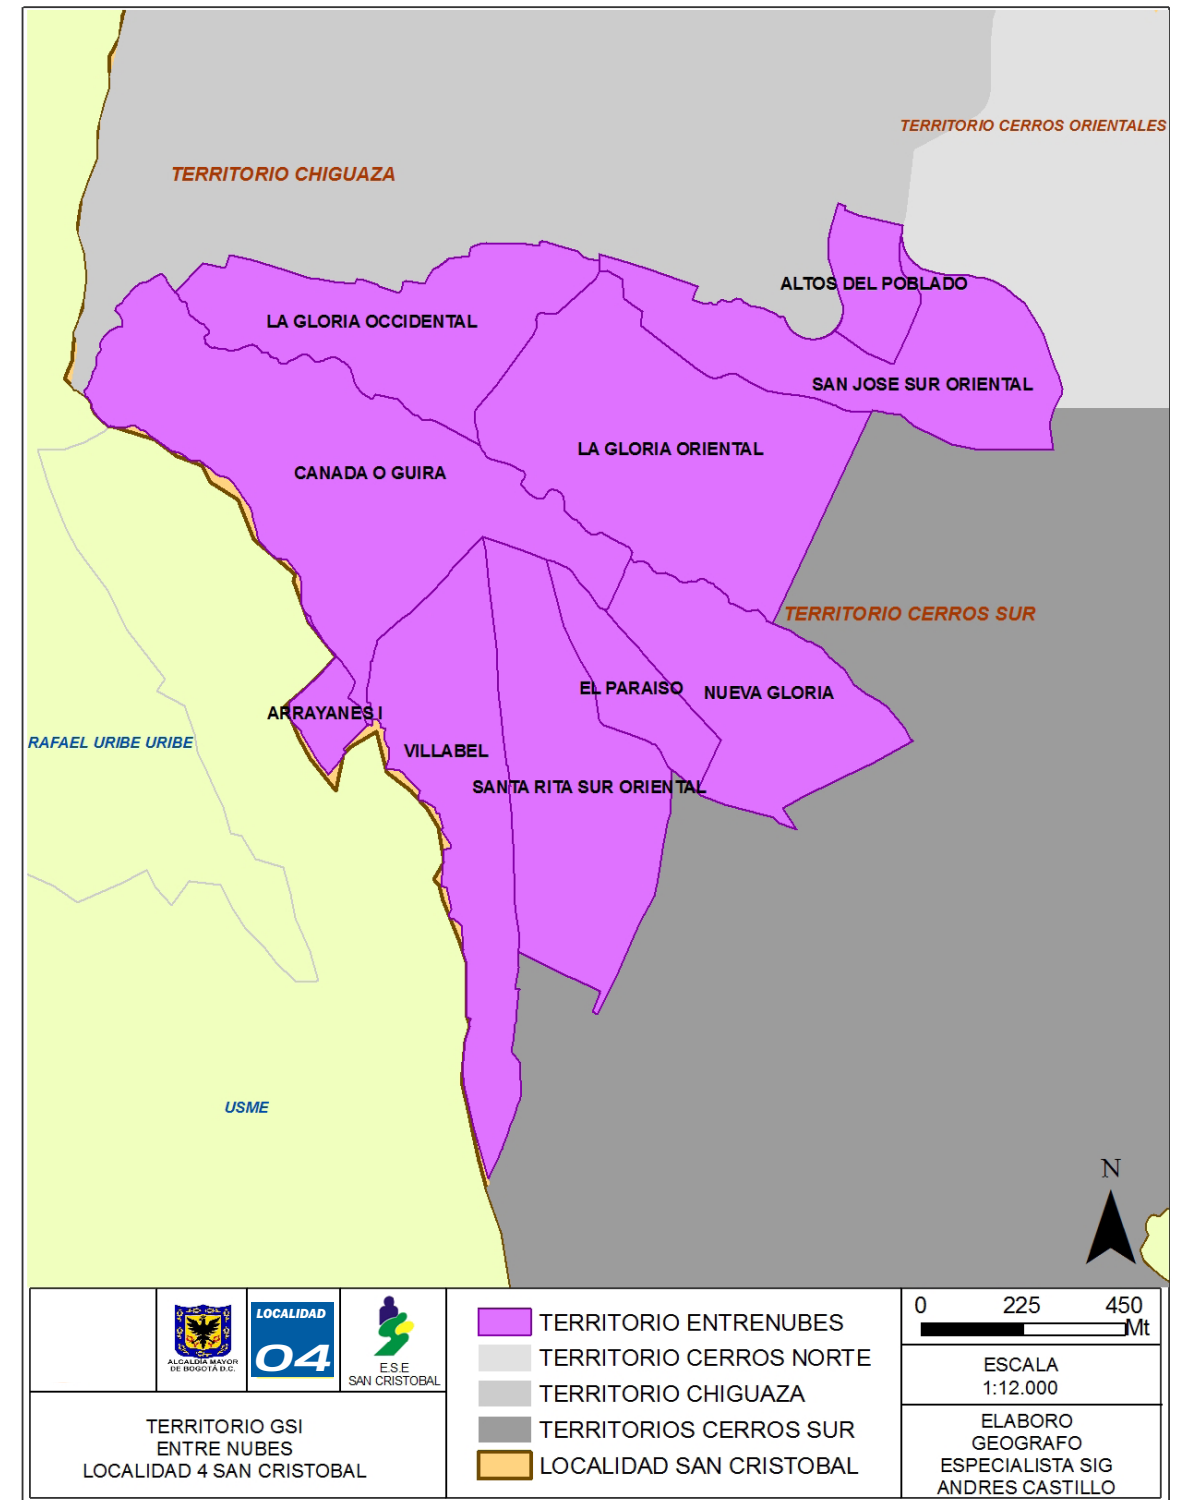 TERRITORIO CERROS ORIENTALES
TERRITORIO CHIGUAZA
ALTOS DEL POBLADO
LA GLORIA OCCIDENTAL
SAN JOSE SUR ORIENTAL
LA GLORIA ORIENTAL
CANADA O GUIRA
TERRITORIO CERROS SUR
EL PARAISO
NUEVA GLORIA
ARRAYANES I
RAFAEL URIBE URIBE
VILLABEL
SANTA RITA SUR ORIENTAL
USME
N
ALCALDIA MAYOR
DE BOGOTA D.C.
LOCALIDAD
04
E.S.E
SAN CRISTOBAL
TERRITORIO GSI
ENTRE NUBES
LOCALIDAD 4 SAN CRISTOBAL
TERRITORIO ENTRENUBES
TERRITORIO CERROS NORTE
TERRITORIO CHIGUAZA
TERRITORIOS CERROS SUR
LOCALIDAD SAN CRISTOBAL
0 225 450
Mt
ESCALA
1:12.000
ELABORO
GEOGRAFO
ESPECIALISTA SIG
ANDRES CASTILLO